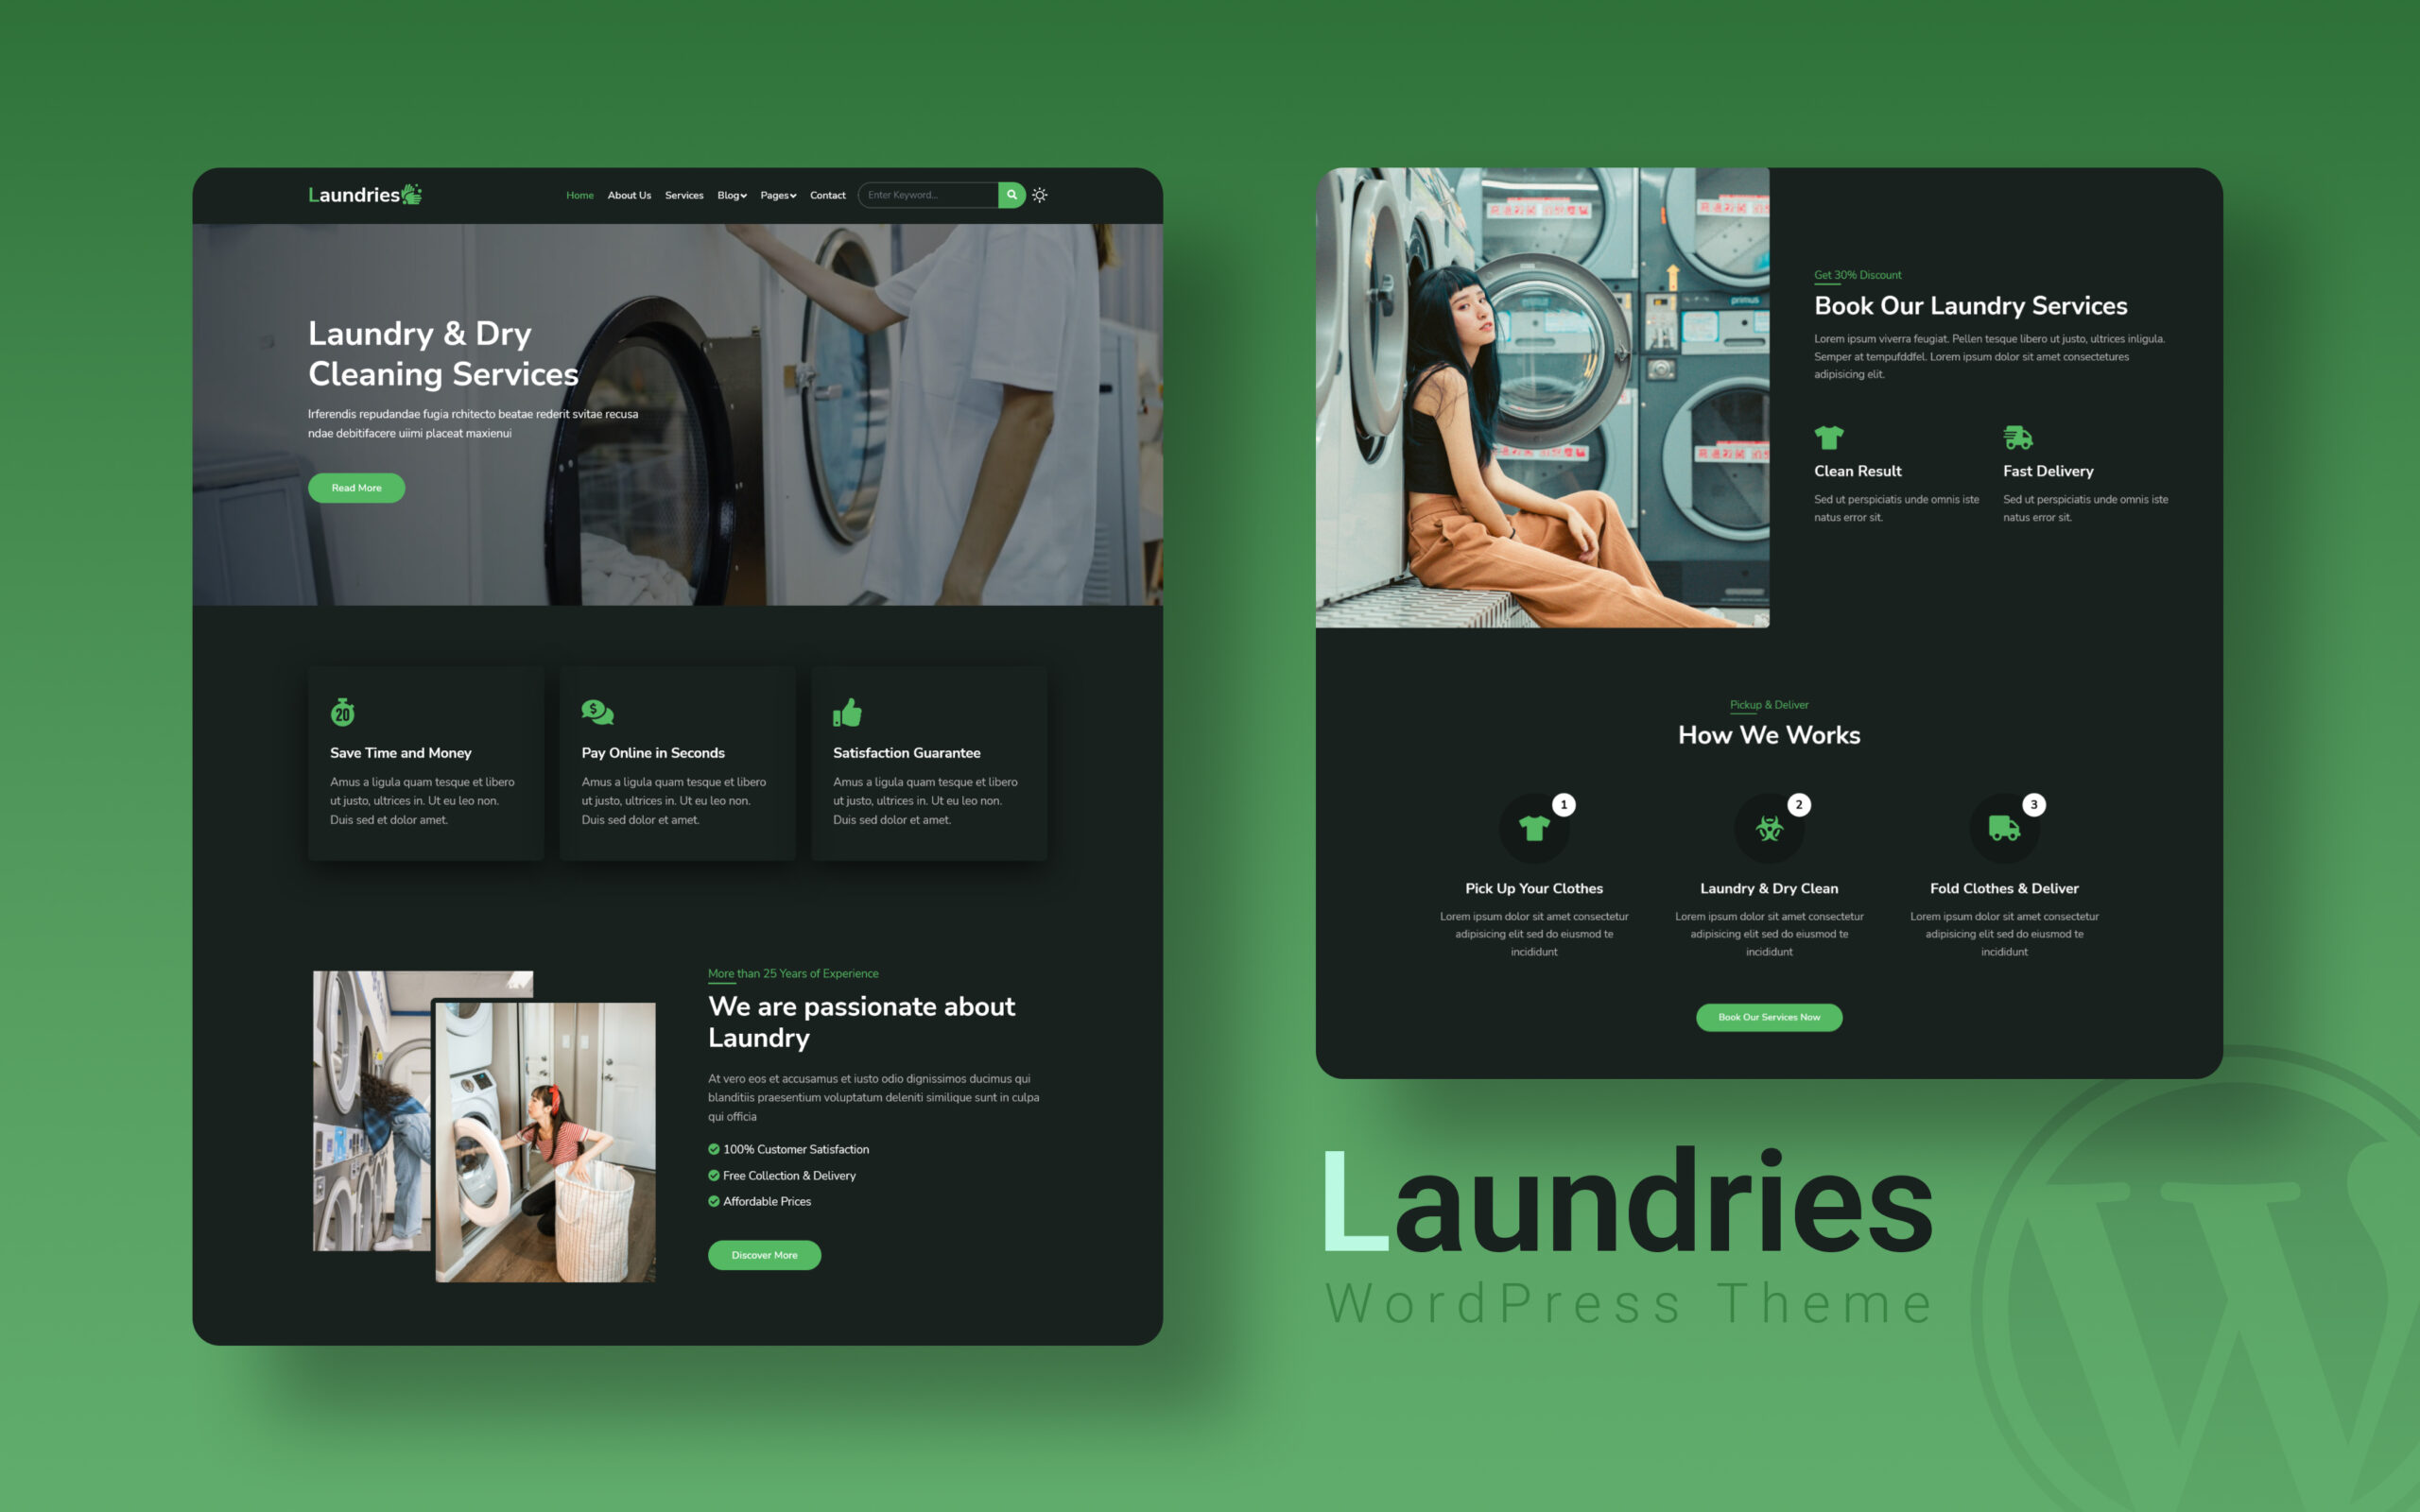 Laundries
Home About Us Services Blog Pages Contact Enter Keyword...
Laundry & Dry
Cleaning Services
Irferendis repudandae fugia rchitecto beatae rederit svitae recusa
ndae debitifacere uiimi placeat maxienui
Read More
20
$
Save Time and Money
Amus a ligula quam tesque et libero
ut justo, ultrices in. Ut eu leo non.
Duis sed et dolor amet.
Pay Online in Seconds
Amus a ligula quam tesque et libero
ut justo, ultrices in. Ut eu leo non.
Duis sed dolor et amet.
Satisfaction Guarantee
Amus a ligula quam tesque et libero
ut justo, ultrices in. Ut eu leo non.
Duis sed dolor et amet.
More than 25 Years of Experience
We are passionate about
Laundry
At vero eos et accusamus et iusto odio dignissimos ducimus qui
blanditiis praesentium voluptatum deleniti similique sunt in culpa
qui officia
100% Customer Satisfaction
Free Collection & Delivery
Affordable Prices
Discover More
primus
Get 30% Discount
Book Our Laundry Services
Lorem ipsum viverra feugiat. Pellen tesque libero ut justo, ultrices inligula.
Semper at tempufddfel. Lorem ipsum dolor sit amet consectetures
adipisicing elit.
Clean Result
Sed ut perspiciatis unde omnis iste
natus error sit.
Fast Delivery
Sed ut perspiciatis unde omnis iste
natus error sit.
Pickup & Deliver
How We Works
1
Pick Up Your Clothes
Lorem ipsum dolor sit amet consectetur
adipisicing elit sed do eiusmod te
incididunt
2
Laundry & Dry Clean
Lorem ipsum dolor sit amet consectetur
adipisicing elit sed do eiusmod te
incididunt
3
Fold Clothes & Deliver
Lorem ipsum dolor sit amet consectetur
adipisicing elit sed do eiusmod te
incididunt
Book Our Services Now
Laundries
WordPress Theme
W